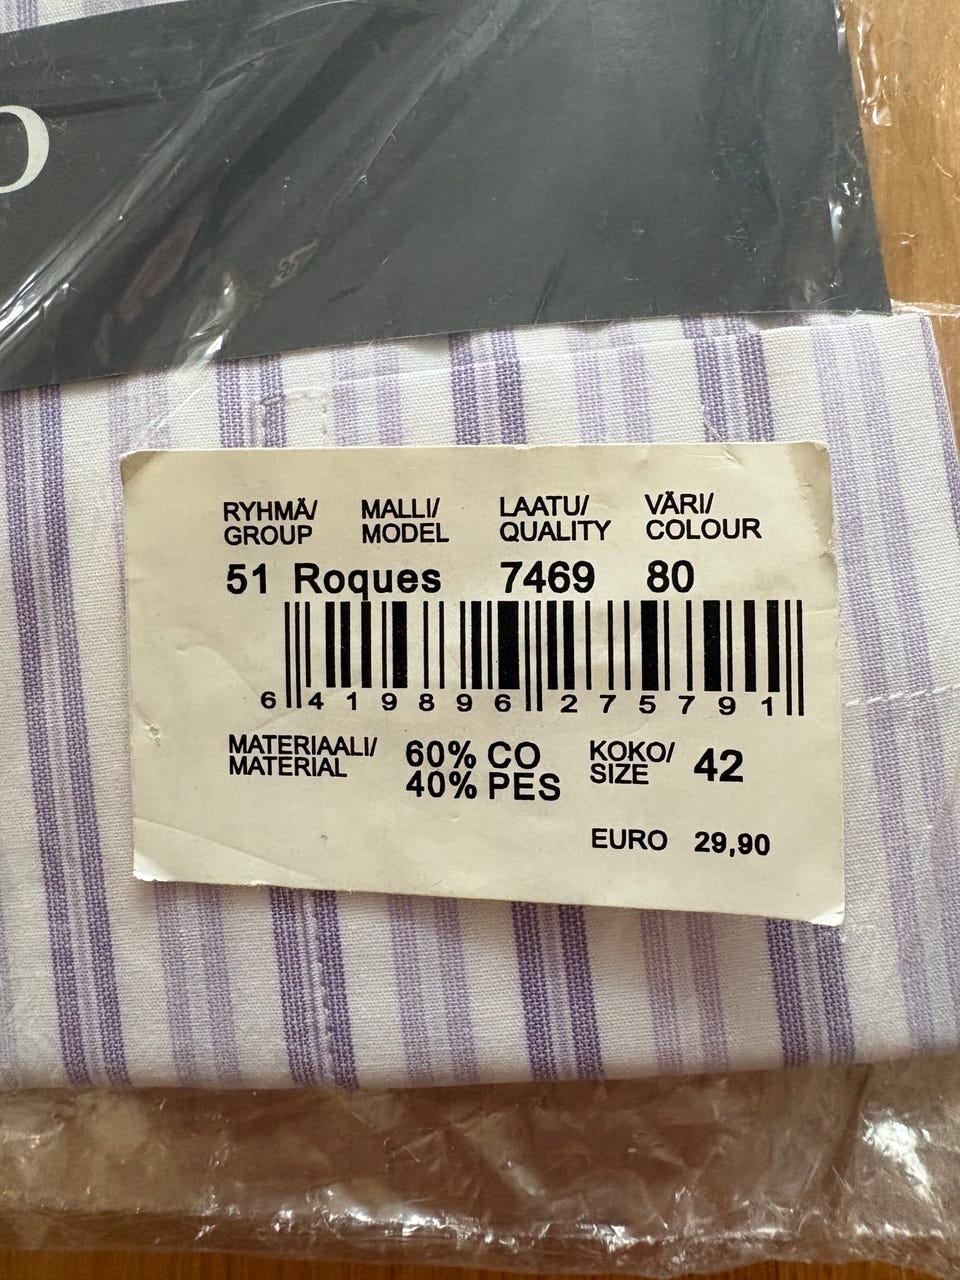 O
RYHMÄ/ MALLI/ LAATU/ VÄRI/
GROUP MODEL QUALITY COLOUR
51 Roques 7469 80
6 419896 275791
MATERIAALI/ 60% CO KOKO/ 42
MATERIAL 40% PES SIZE
EURO 29,90